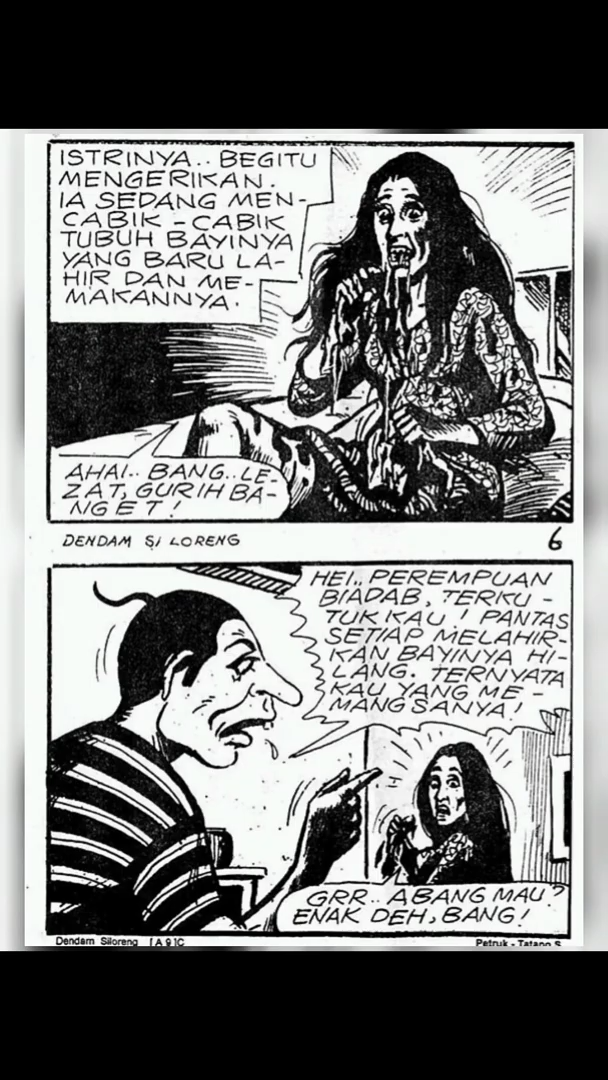 ISTRINYA.. BEGITU
MENGERIKAN.
IA SEDANG MEN-
CABIK-CABIK
TUBUH BAYINYA
YANG BARU LA-
HIR DAN ME-
MAKANNYA.
AHAI.. BANG.. LE-
ZAT, GURIH BA-
NGET!
DENDAM SI LORENG 6
HEI.. PEREMPUAN
BIADAB, TERKU-
TUK KAU! PANTAS
SETIAP MELAHIR-
KAN BAYINYA HI-
LANG. TERNYATA
KAU YANG ME-
MANGSANYA!
GRR.. ABANG MAU?
ENAK DEH, BANG!
Dendam Siloreng [A9]C Petruk - Tatang S